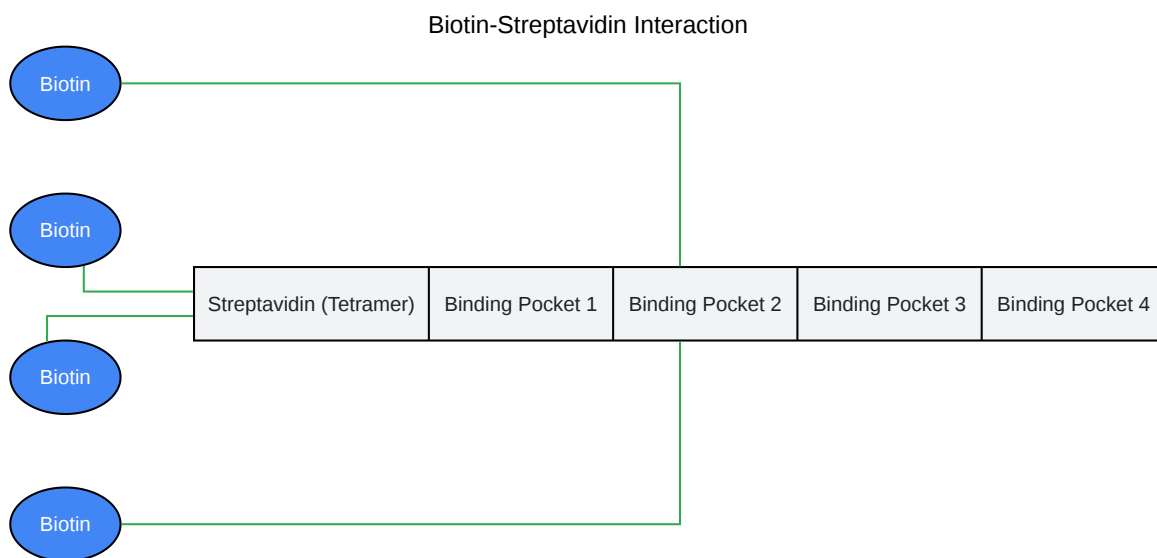 Biotin-Streptavidin Interaction
Biotin
Biotin
Streptavidin (Tetramer)
Binding Pocket 1
Binding Pocket 2
Binding Pocket 3
Binding Pocket 4
Biotin
Biotin